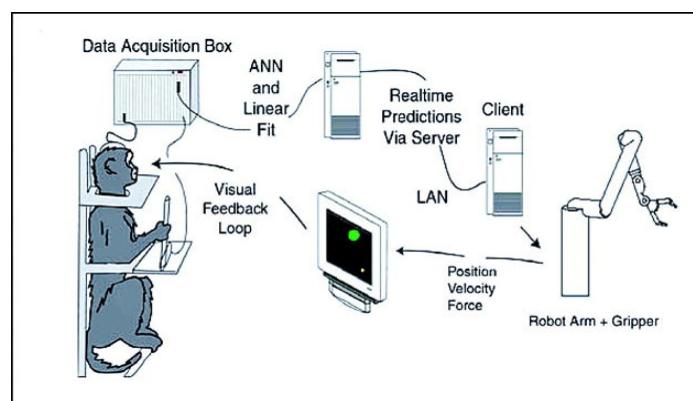 Data Acquisition Box
ANN
and
Linear
Fit
Realtime
Predictions
Via Server
Client
LAN
Visual
Feedback
Loop
Position
Velocity
Force
Robot Arm + Gripper